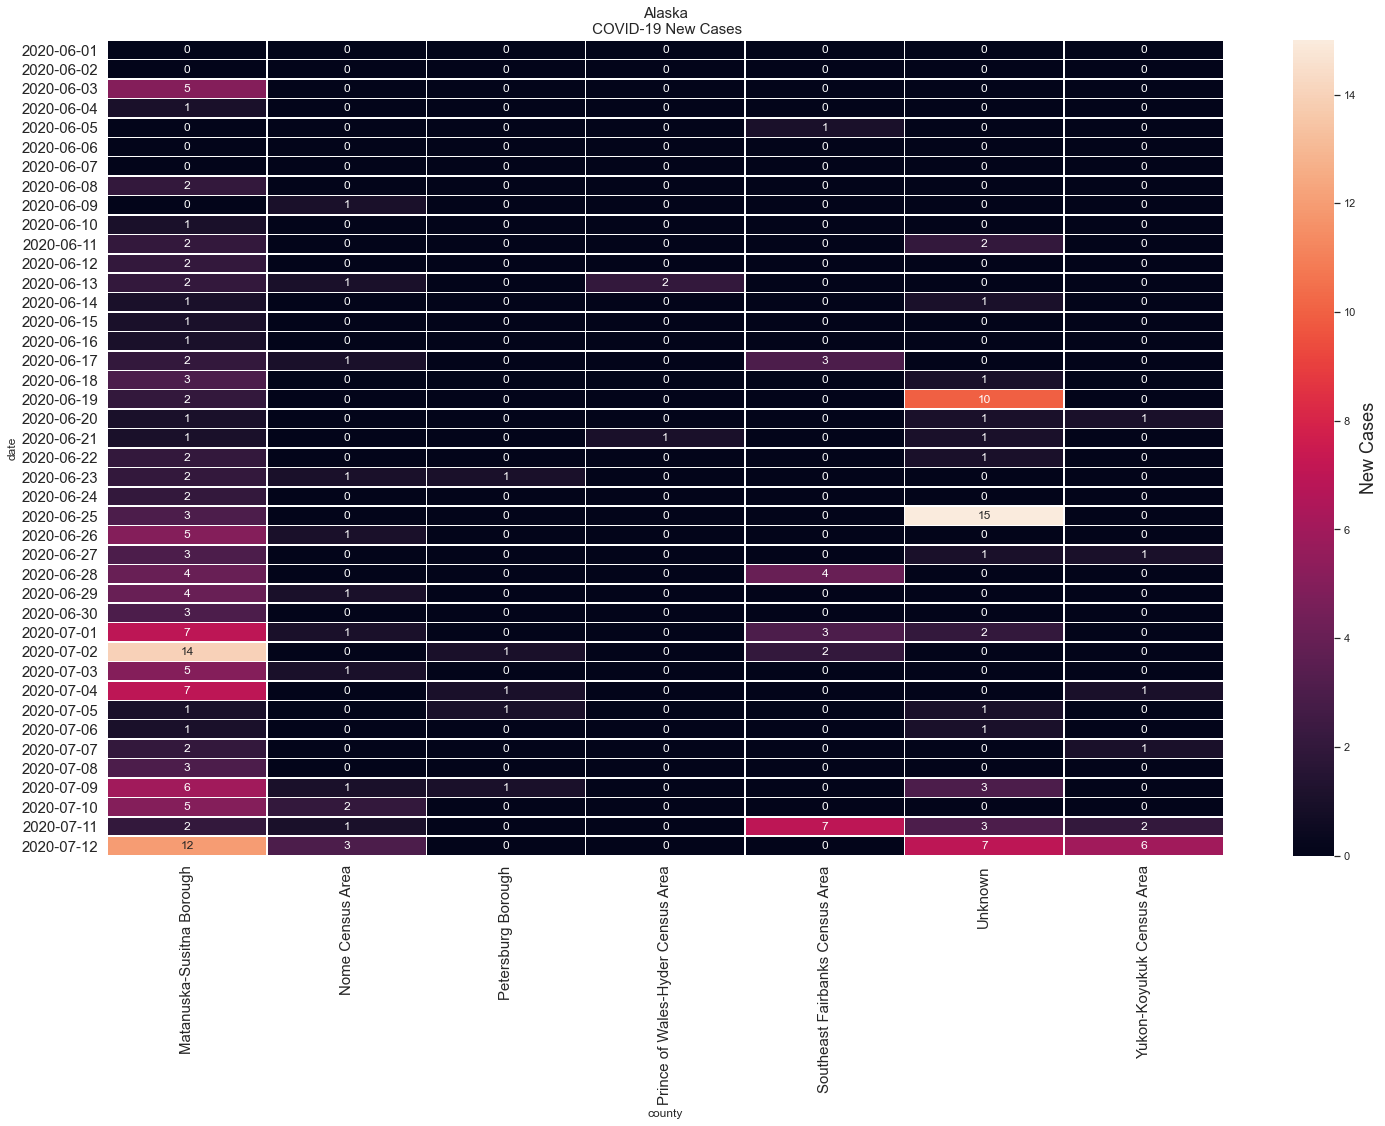 Alaska
COVID-19 New Cases
2020-06-01 0 0 0 0 0 0 0
2020-06-02 0 0 0 0 0 0 0
2020-06-03 5 0 0 0 0 0 0
2020-06-04 1 0 0 0 0 0 0
2020-06-05 0 0 0 0 1 0 0
2020-06-06 0 0 0 0 0 0 0
2020-06-07 0 0 0 0 0 0 0
2020-06-08 2 0 0 0 0 0 0
2020-06-09 0 1 0 0 0 0 0
2020-06-10 1 0 0 0 0 0 0
2020-06-11 2 0 0 0 0 2 0
2020-06-12 2 0 0 0 0 0 0
2020-06-13 2 1 0 2 0 0 0
2020-06-14 1 0 0 0 0 1 0
2020-06-15 1 0 0 0 0 0 0
2020-06-16 1 0 0 0 0 0 0
2020-06-17 2 1 0 0 3 0 0
2020-06-18 3 0 0 0 0 1 0
2020-06-19 2 0 0 0 0 10 0
2020-06-20 1 0 0 0 0 1 1
2020-06-21 1 0 0 1 0 1 0
2020-06-22 2 0 0 0 0 1 0
2020-06-23 2 1 1 0 0 0 0
2020-06-24 2 0 0 0 0 0 0
2020-06-25 3 0 0 0 0 15 0
2020-06-26 5 1 0 0 0 0 0
2020-06-27 3 0 0 0 0 1 1
2020-06-28 4 0 0 0 4 0 0
2020-06-29 4 1 0 0 0 0 0
2020-06-30 3 0 0 0 0 0 0
2020-07-01 7 1 0 0 3 2 0
2020-07-02 14 0 1 0 2 0 0
2020-07-03 5 1 0 0 0 0 0
2020-07-04 7 0 1 0 0 0 1
2020-07-05 1 0 1 0 0 1 0
2020-07-06 1 0 0 0 0 1 0
2020-07-07 2 0 0 0 0 0 1
2020-07-08 3 0 0 0 0 0 0
2020-07-09 6 1 1 0 0 3 0
2020-07-10 5 2 0 0 0 0 0
2020-07-11 2 1 0 0 7 3 2
2020-07-12 12 3 0 0 0 7 6
date
Matanuska-Susitna Borough
Nome Census Area
Petersburg Borough
Prince of Wales-Hyder Census Area
Southeast Fairbanks Census Area
Unknown
Yukon-Koyukuk Census Area
county
14
12
10
8
6
4
2
0
New Cases